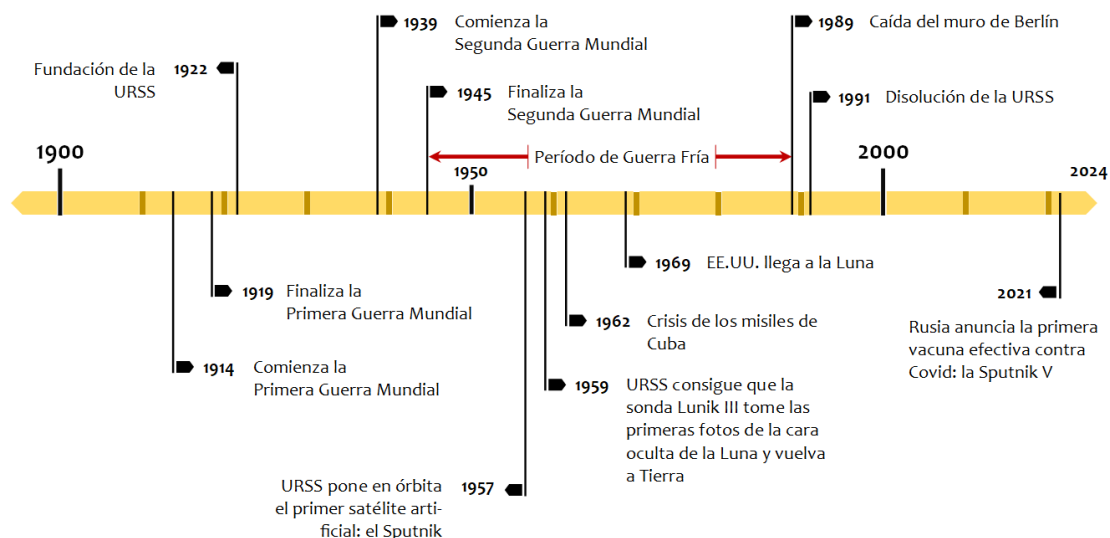 1939 Comienza la
Segunda Guerra Mundial
1989 Caída del muro de Berlín
Fundación de la 1922
URSS
1945 Finaliza la
Segunda Guerra Mundial
1991 Disolución de la URSS
1900
Período de Guerra Fría
1950
2000
2024
1969 EE.UU. llega a la Luna
1919 Finaliza la
Primera Guerra Mundial
2021
Rusia anuncia la primera
vacuna efectiva contra
Covid: la Sputnik V
1962 Crisis de los misiles de
Cuba
1914 Comienza la
Primera Guerra Mundial
1959 URSS consigue que la
sonda Lunik III tome las
primeras fotos de la cara
oculta de la Luna y vuelva
a Tierra
URSS pone en órbita 1957
el primer satélite arti-
ficial: el Sputnik